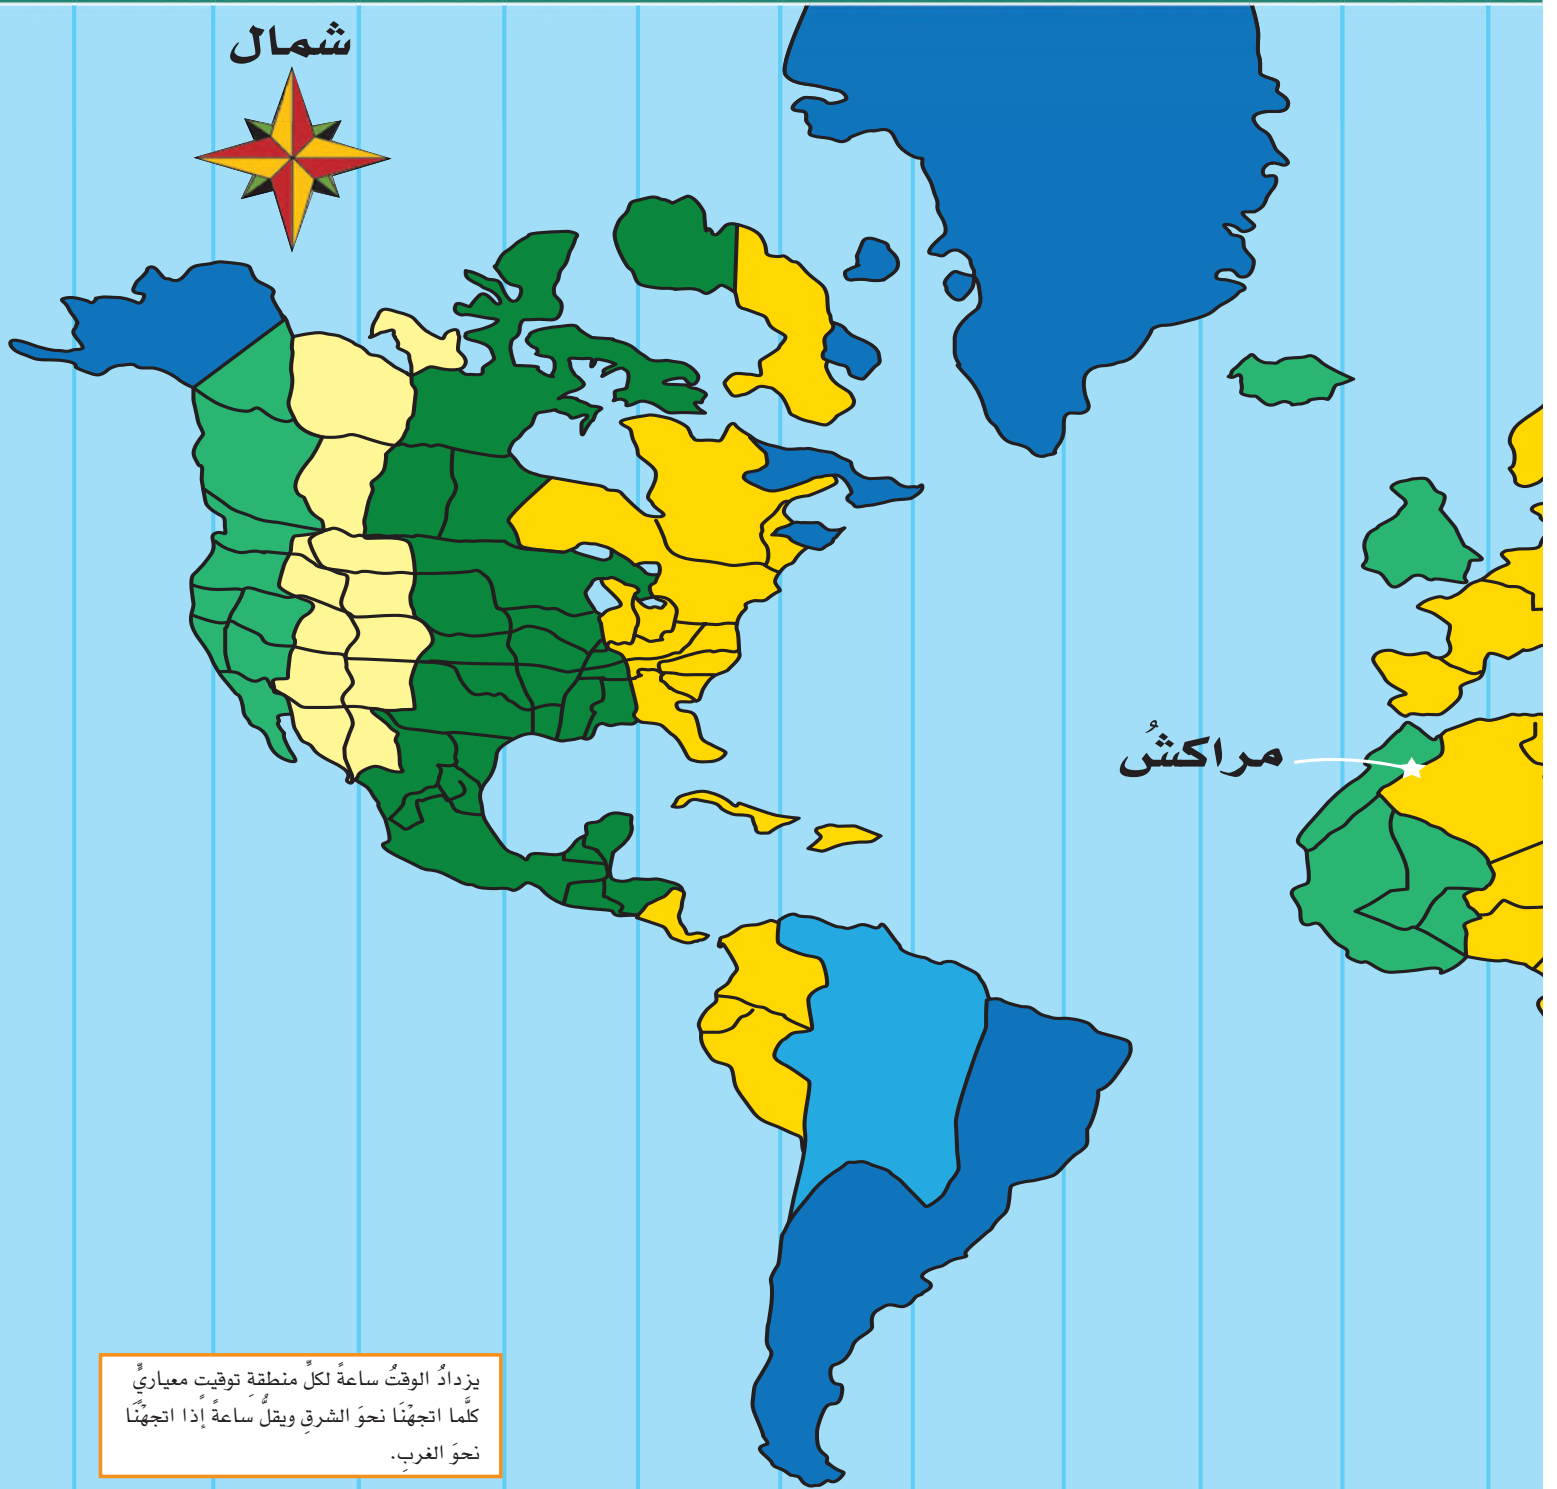 شمال
مراكشُ
يزدادُ الوقتُ ساعةً لكلِّ منطقةِ توقيتٍ معياريٍّ
كلَّما اتجهْنَا نحوَ الشرقِ ويقلُّ ساعةً إذا اتجهْنَا
نحوَ الغربِ.